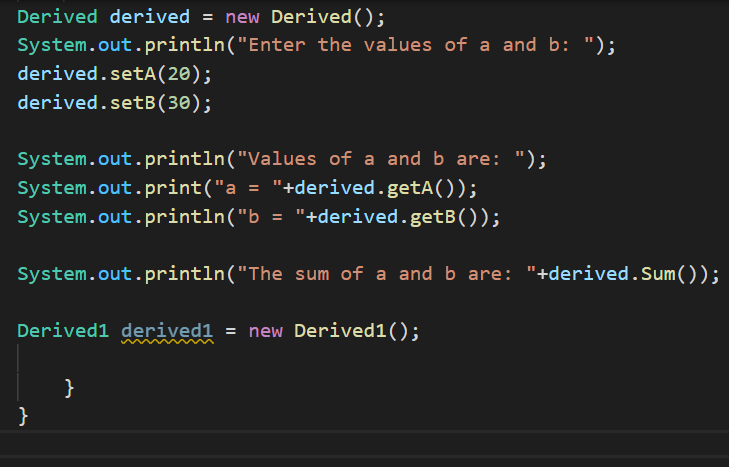 Derived derived = new Derived();
System.out.println("Enter the values of a and b: ");
derived.setA(20);
derived.setB(30);
System.out.println("Values of a and b are: ");
System.out.print("a = "+derived.getA());
System.out.println("b = "+derived.getB());
System.out.println("The sum of a and b are: "+derived.Sum());
Derived1 derived1 = new Derived1();
}
}